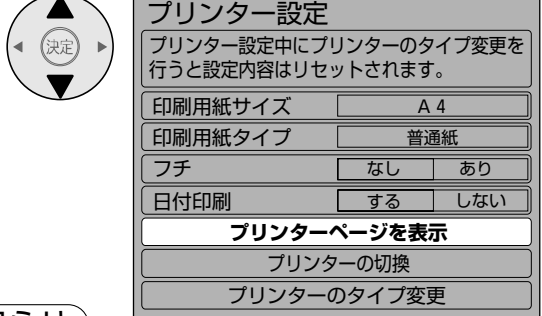 決定
プリンター設定
プリンター設定中にプリンターのタイプ変更を
行うと設定内容はリセットされます。
印刷用紙サイズ A 4
印刷用紙タイプ 普通紙
フチ なし あり
日付印刷 する しない
プリンターページを表示
プリンターの切換
プリンターのタイプ変更